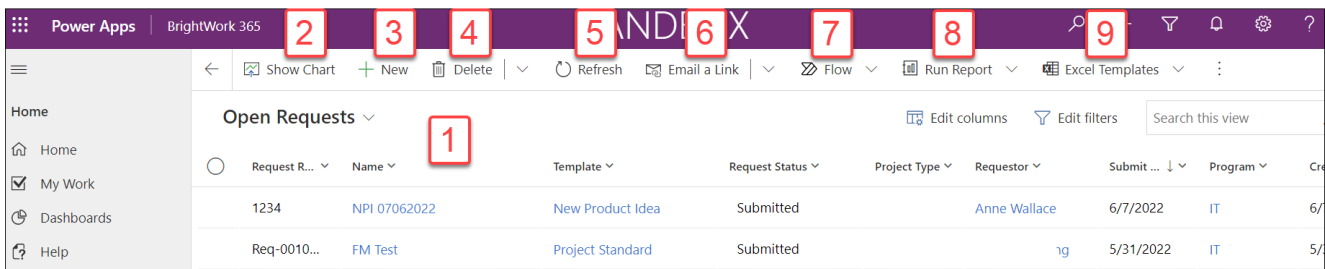 Power Apps BrightWork 365 ?
2 3 4 5 6 7 8 9
Show Chart New Delete Refresh Email a Link Flow Run Report Excel Templates
Home
Open Requests Edit columns Edit filters Search this view
1
Home
Request R... Name Template Request Status Project Type Requestor Submit ... ↓ Program
My Work
1234 NPI 07062022 New Product Idea Submitted Anne Wallace 6/7/2022 IT
Dashboards
Help
Req-0010... FM Test Project Standard Submitted 5/31/2022 IT